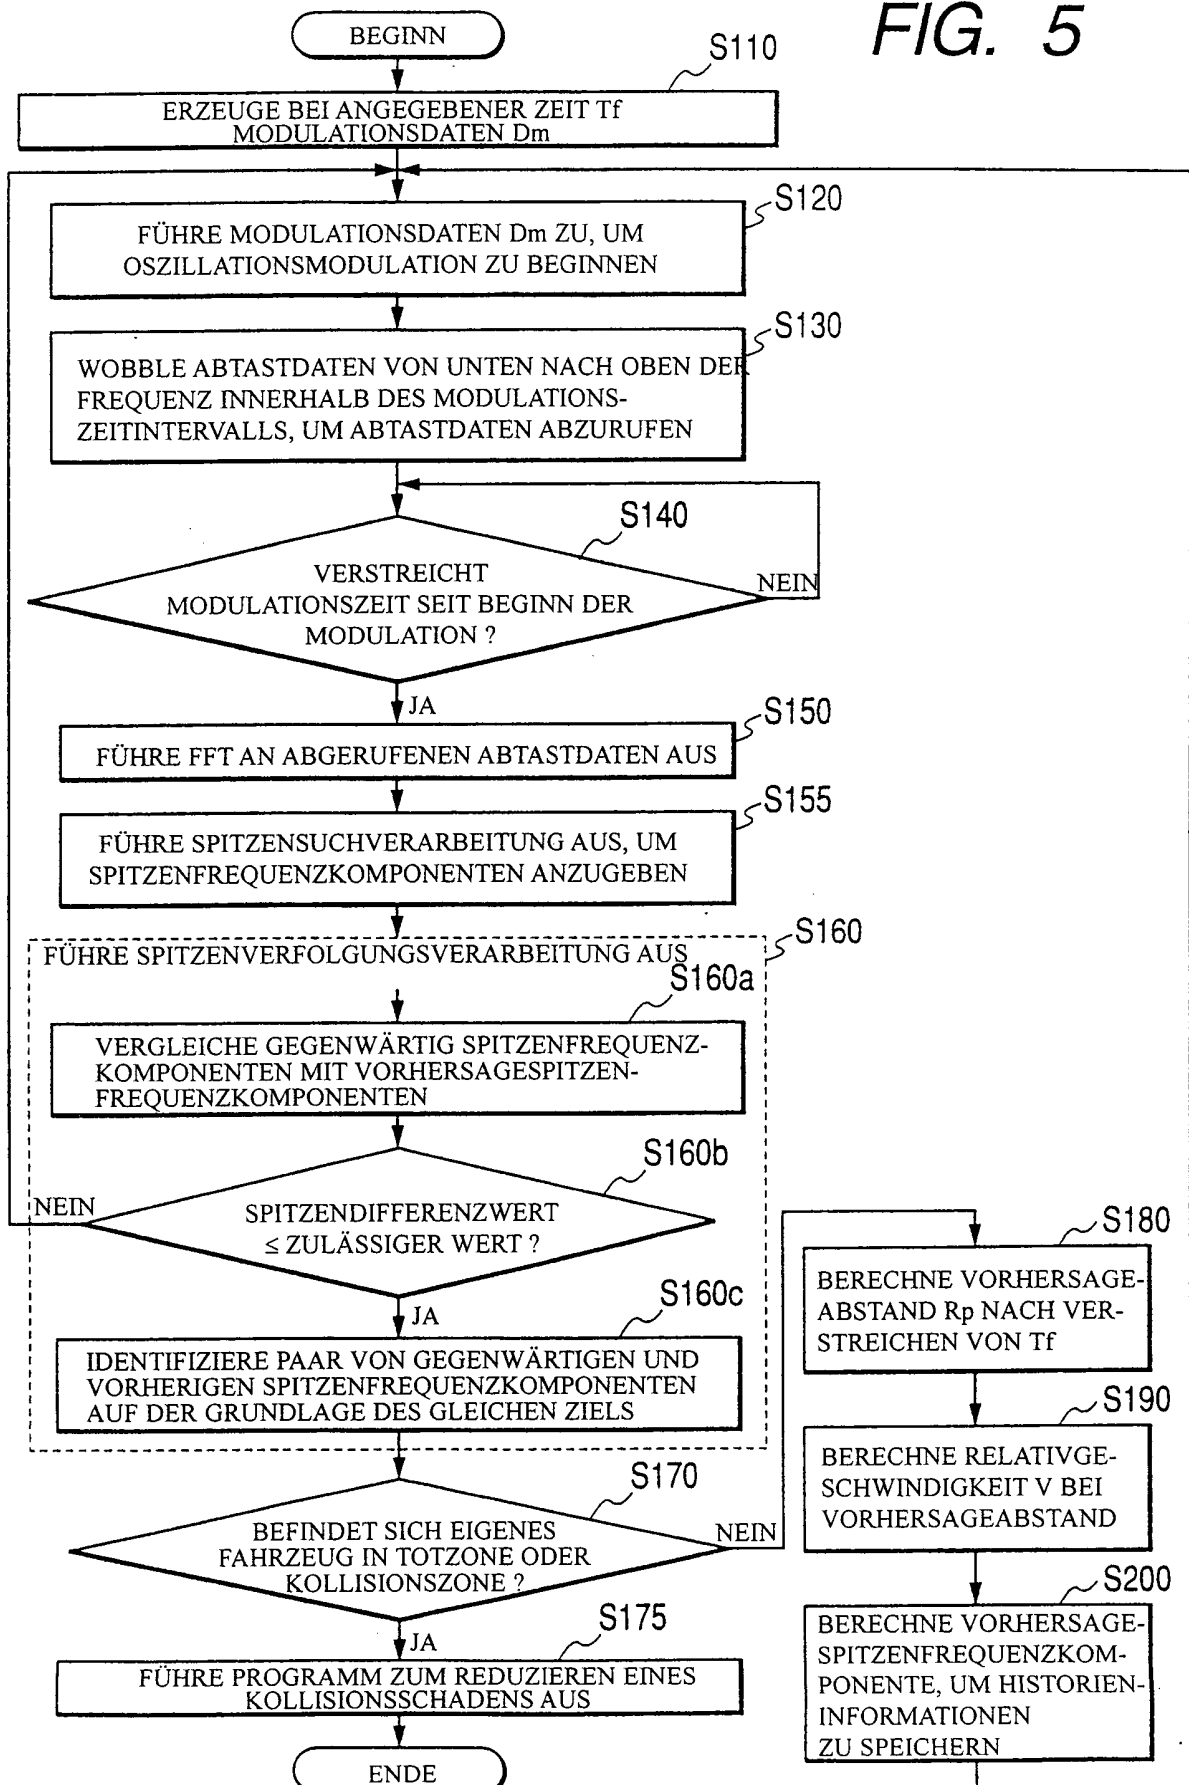 FIG. 5
BEGINN
S110
ERZEUGE BEI ANGEGEBENER ZEIT Tf
MODULATIONSDATEN Dm
S120
FÜHRE MODULATIONSDATEN Dm ZU, UM
OSZILLATIONSMODULATION ZU BEGINNEN
S130
WOBBLE ABTASTDATEN VON UNTEN NACH OBEN DER
FREQUENZ INNERHALB DES MODULATIONS-
ZEITINTERVALLS, UM ABTASTDATEN ABZURUFEN
S140
VERSTREICHT
MODULATIONSZEIT SEIT BEGINN DER
MODULATION ?
NEIN
JA
S150
FÜHRE FFT AN ABGERUFENEN ABTASTDATEN AUS
S155
FÜHRE SPITZENSUCHVERARBEITUNG AUS, UM
SPITZENFREQUENZKOMPONENTEN ANZUGEBEN
S160
FÜHRE SPITZENVERFOLGUNGSVERARBEITUNG AUS
S160a
VERGLEICHE GEGENWÄRTIG SPITZENFREQUENZ-
KOMPONENTEN MIT VORHERSAGESPITZEN-
FREQUENZKOMPONENTEN
S160b
NEIN
SPITZENDIFFERENZWERT
≤ ZULÄSSIGER WERT ?
JA
S160c
IDENTIFIZIERE PAAR VON GEGENWÄRTIGEN UND
VORHERIGEN SPITZENFREQUENZKOMPONENTEN
AUF DER GRUNDLAGE DES GLEICHEN ZIELS
S170
BEFINDET SICH EIGENES
FAHRZEUG IN TOTZONE ODER
KOLLISIONSZONE ?
NEIN
JA
S175
FÜHRE PROGRAMM ZUM REDUZIEREN EINES
KOLLISIONSSCHADENS AUS
ENDE
S180
BERECHNE VORHERSAGE-
ABSTAND Rp NACH VER-
STREICHEN VON Tf
S190
BERECHNE RELATIVGE-
SCHWINDIGKEIT V BEI
VORHERSAGEABSTAND
S200
BERECHNE VORHERSAGE-
SPITZENFREQUENZKOM-
PONENTE, UM HISTORIEN-
INFORMATIONEN
ZU SPEICHERN